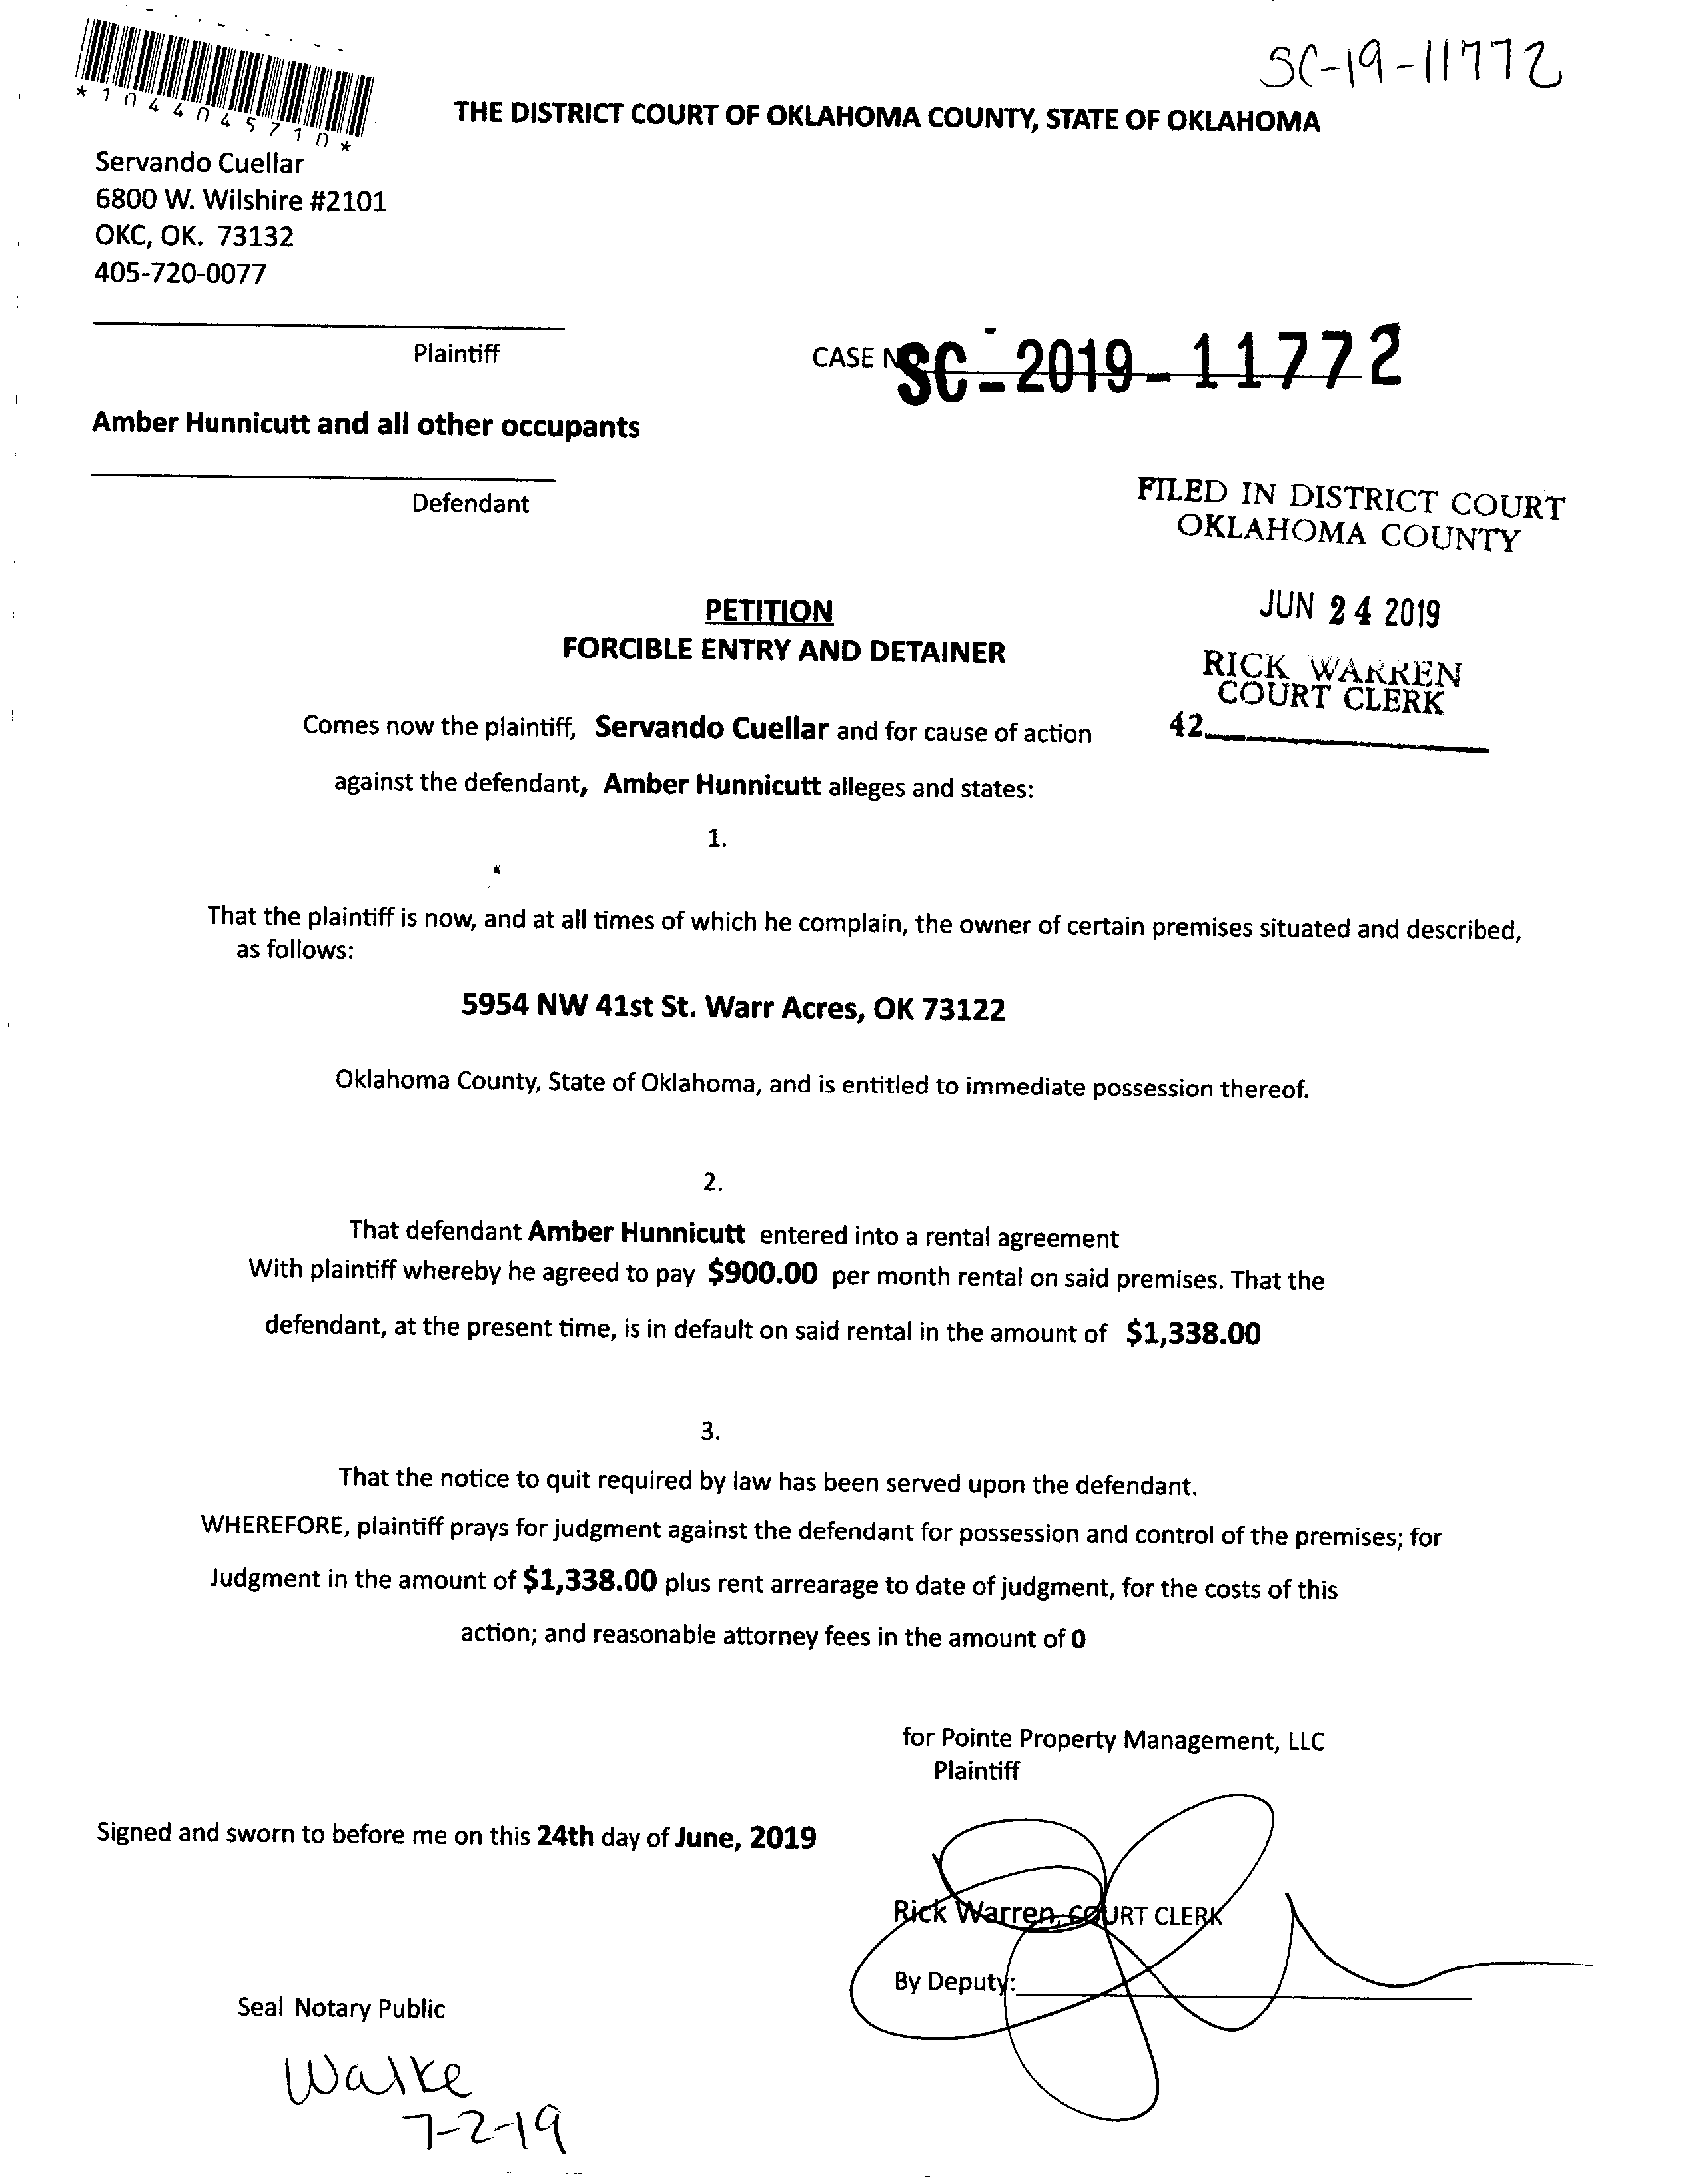 SC-19-11772
*1044045710*
THE DISTRICT COURT OF OKLAHOMA COUNTY, STATE OF OKLAHOMA
Servando Cuellar
6800 W. Wilshire #2101
OKC, OK. 73132
405-720-0077
Plaintiff
CASE N SC-2019-11772
Amber Hunnicutt and all other occupants
Defendant
FILED IN DISTRICT COURT
OKLAHOMA COUNTY
JUN 24 2019
RICK WARREN
COURT CLERK
42
PETITION
FORCIBLE ENTRY AND DETAINER
Comes now the plaintiff, Servando Cuellar and for cause of action
against the defendant, Amber Hunnicutt alleges and states:
1.
That the plaintiff is now, and at all times of which he complain, the owner of certain premises situated and described,
as follows:
5954 NW 41st St. Warr Acres, OK 73122
Oklahoma County, State of Oklahoma, and is entitled to immediate possession thereof.
2.
That defendant Amber Hunnicutt entered into a rental agreement
With plaintiff whereby he agreed to pay $900.00 per month rental on said premises. That the
defendant, at the present time, is in default on said rental in the amount of $1,338.00
3.
That the notice to quit required by law has been served upon the defendant.
WHEREFORE, plaintiff prays for judgment against the defendant for possession and control of the premises; for
Judgment in the amount of $1,338.00 plus rent arrearage to date of judgment, for the costs of this
action; and reasonable attorney fees in the amount of 0
for Pointe Property Management, LLC
Plaintiff
Signed and sworn to before me on this 24th day of June, 2019
Rick Warren, COURT CLERK
By Deputy:
Seal Notary Public
Walke
7-2-19